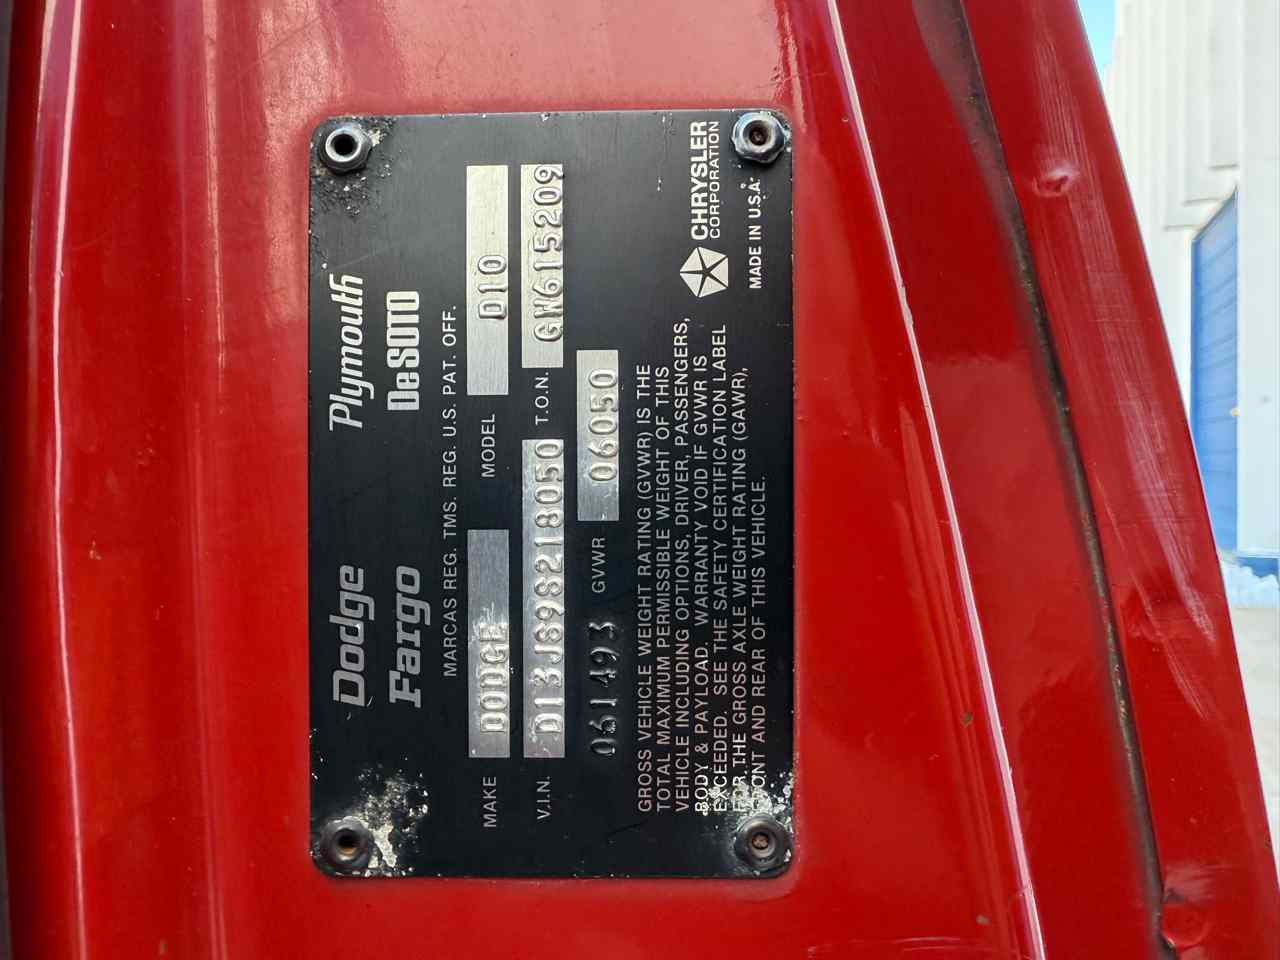 Dodge Plymouth
Fargo DeSOTO
MARCAS REG. TMS. REG. U.S. PAT. OFF.
MAKE DODGE MODEL D10
V.I.N. D13JS9S218050 T.O.N. GW615209
061493 GVWR 06050
GROSS VEHICLE WEIGHT RATING (GVWR) IS THE
TOTAL MAXIMUM PERMISSIBLE WEIGHT OF THIS
VEHICLE INCLUDING OPTIONS, DRIVER, PASSENGERS,
BODY & PAYLOAD. WARRANTY VOID IF GVWR IS
EXCEEDED. SEE THE SAFETY CERTIFICATION LABEL
FOR THE GROSS AXLE WEIGHT RATING (GAWR),
FRONT AND REAR OF THIS VEHICLE.
CHRYSLER
CORPORATION
MADE IN U.S.A.